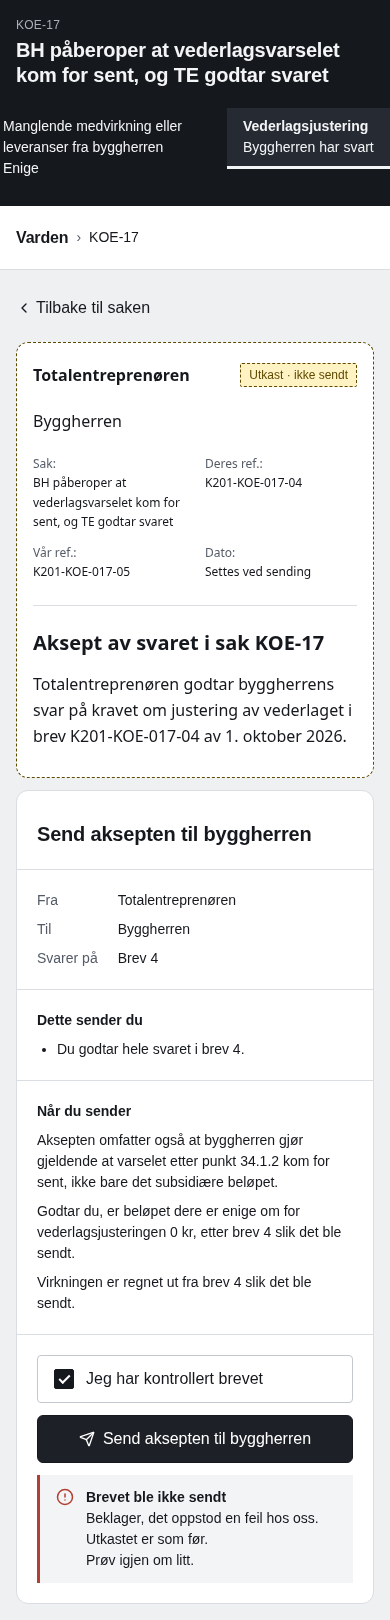 KOE-17
BH påberoper at vederlagsvarselet
kom for sent, og TE godtar svaret
Manglende medvirkning eller
leveranser fra byggherren
Enige
Vederlagsjustering
Byggherren har svart
Varden › KOE-17
Tilbake til saken
Totalentreprenøren
Utkast · ikke sendt
Byggherren
Sak:
BH påberoper at
vederlagsvarselet kom for
sent, og TE godtar svaret
Deres ref.:
K201-KOE-017-04
Vår ref.:
K201-KOE-017-05
Dato:
Settes ved sending
Aksept av svaret i sak KOE-17
Totalentreprenøren godtar byggherrens
svar på kravet om justering av vederlaget i
brev K201-KOE-017-04 av 1. oktober 2026.
Send aksepten til byggherren
Fra Totalentreprenøren
Til Byggherren
Svarer på Brev 4
Dette sender du
• Du godtar hele svaret i brev 4.
Når du sender
Aksepten omfatter også at byggherren gjør
gjeldende at varselet etter punkt 34.1.2 kom for
sent, ikke bare det subsidiære beløpet.
Godtar du, er beløpet dere er enige om for
vederlagsjusteringen 0 kr, etter brev 4 slik det ble
sendt.
Virkningen er regnet ut fra brev 4 slik det ble
sendt.
Jeg har kontrollert brevet
Send aksepten til byggherren
Brevet ble ikke sendt
Beklager, det oppstod en feil hos oss.
Utkastet er som før.
Prøv igjen om litt.